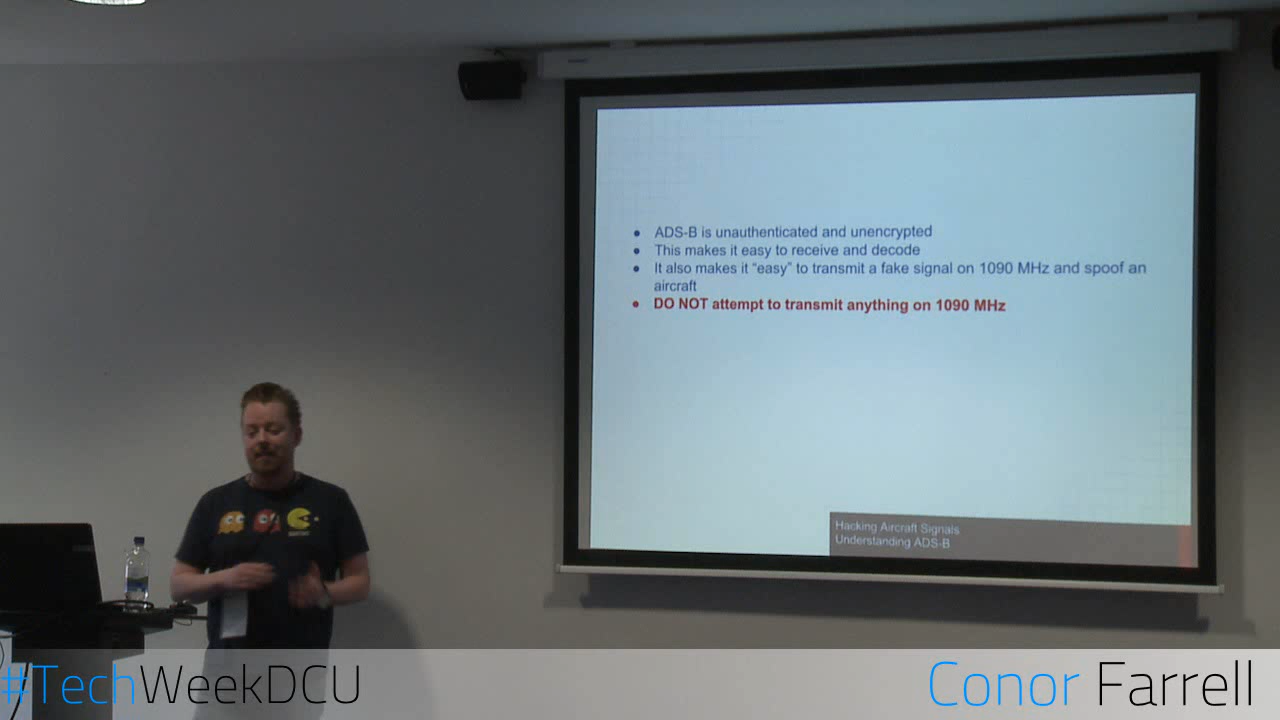 ADS-B is unauthenticated and unencrypted
This makes it easy to receive and decode
It also makes it “easy” to transmit a fake signal on 1090 MHz and spoof an
aircraft
DO NOT attempt to transmit anything on 1090 MHz
Hacking Aircraft Signals
Understanding ADS-B
#TechWeekDCU
Conor Farrell